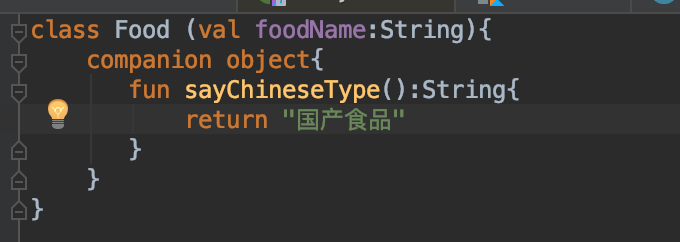 class Food (val foodName:String){
companion object{
fun sayChineseType():String{
return "国产食品"
}
}
}